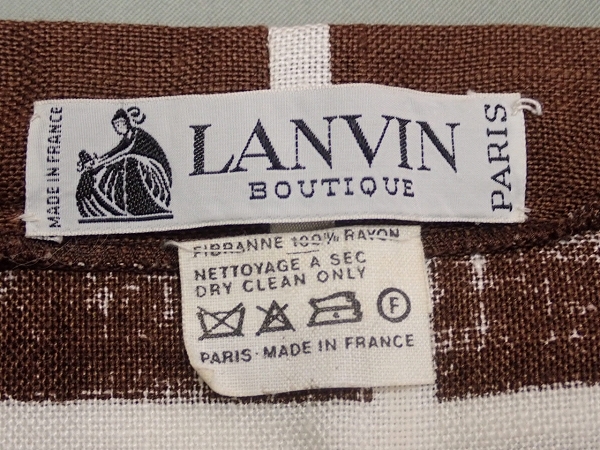 MADE IN FRANCE
LANVIN
BOUTIQUE
PARIS
FIBRANNE 100% RAYON
NETTOYAGE A SEC
DRY CLEAN ONLY
F
PARIS - MADE IN FRANCE